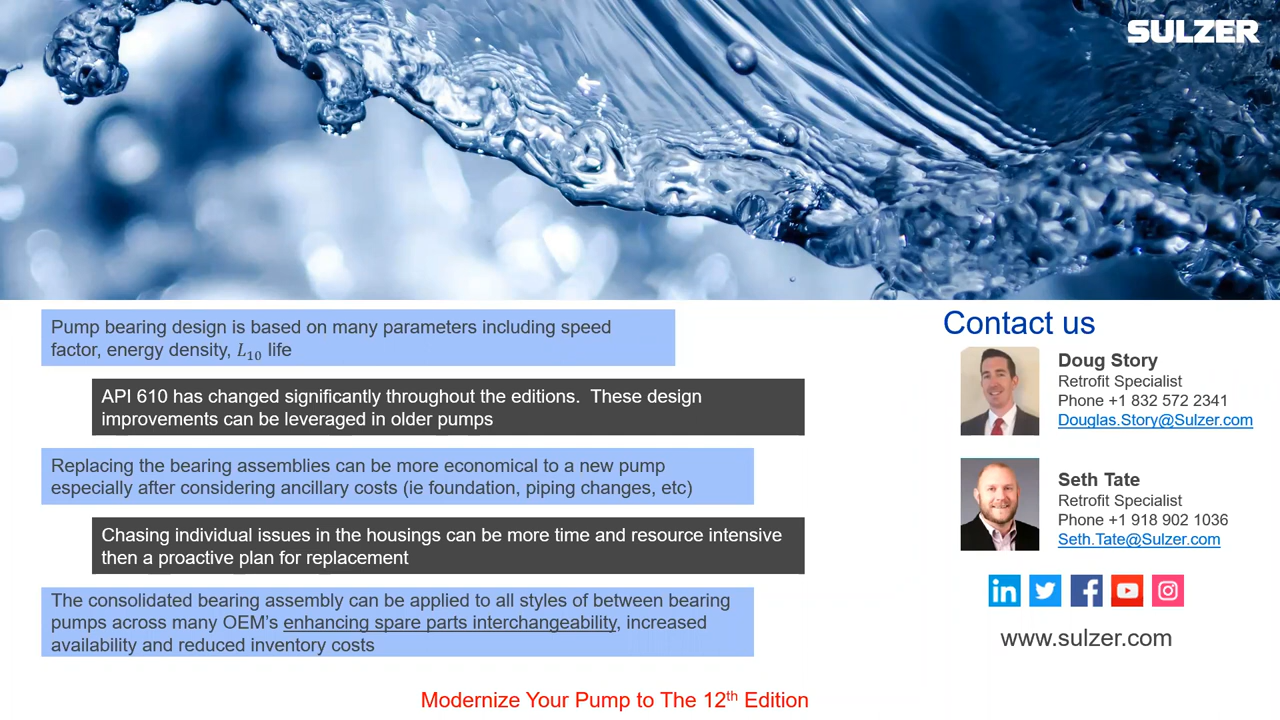 SULZER
Pump bearing design is based on many parameters including speed
factor, energy density, L₁₀ life
API 610 has changed significantly throughout the editions.  These design
improvements can be leveraged in older pumps
Replacing the bearing assemblies can be more economical to a new pump
especially after considering ancillary costs (ie foundation, piping changes, etc)
Chasing individual issues in the housings can be more time and resource intensive
then a proactive plan for replacement
The consolidated bearing assembly can be applied to all styles of between bearing
pumps across many OEM's enhancing spare parts interchangeability, increased
availability and reduced inventory costs
Modernize Your Pump to The 12th Edition
Contact us
Doug Story
Retrofit Specialist
Phone +1 832 572 2341
Douglas.Story@Sulzer.com
Seth Tate
Retrofit Specialist
Phone +1 918 902 1036
Seth.Tate@Sulzer.com
www.sulzer.com